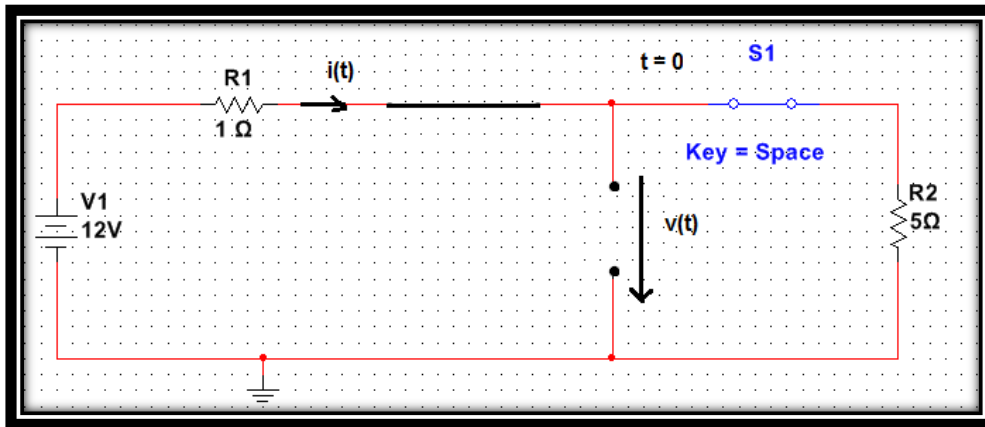 S1
t = 0
i(t)
R1
1 Ω
Key = Space
V1
12V
R2
5Ω
v(t)